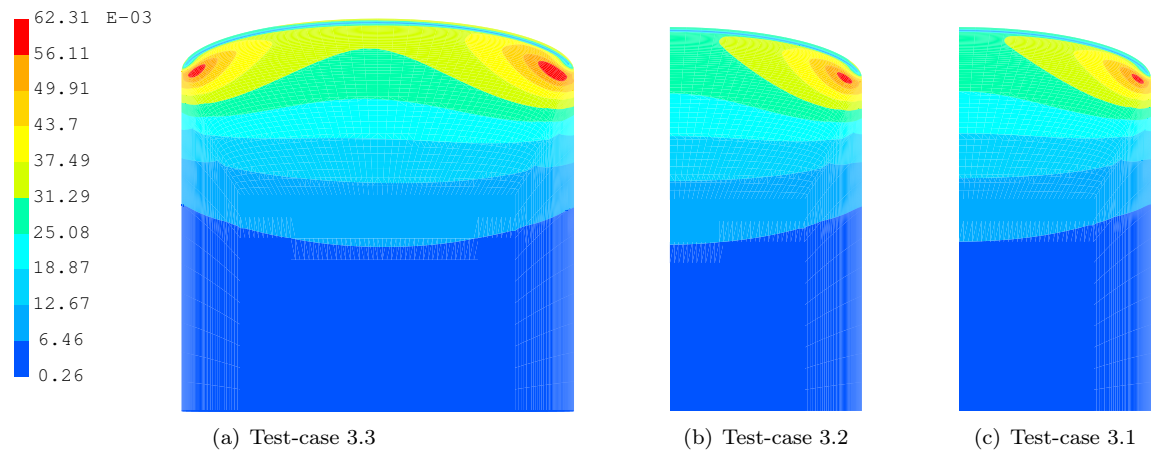 62.31 E-03
56.11
49.91
43.7
37.49
31.29
25.08
18.87
12.67
6.46
0.26
(a) Test-case 3.3
(b) Test-case 3.2
(c) Test-case 3.1